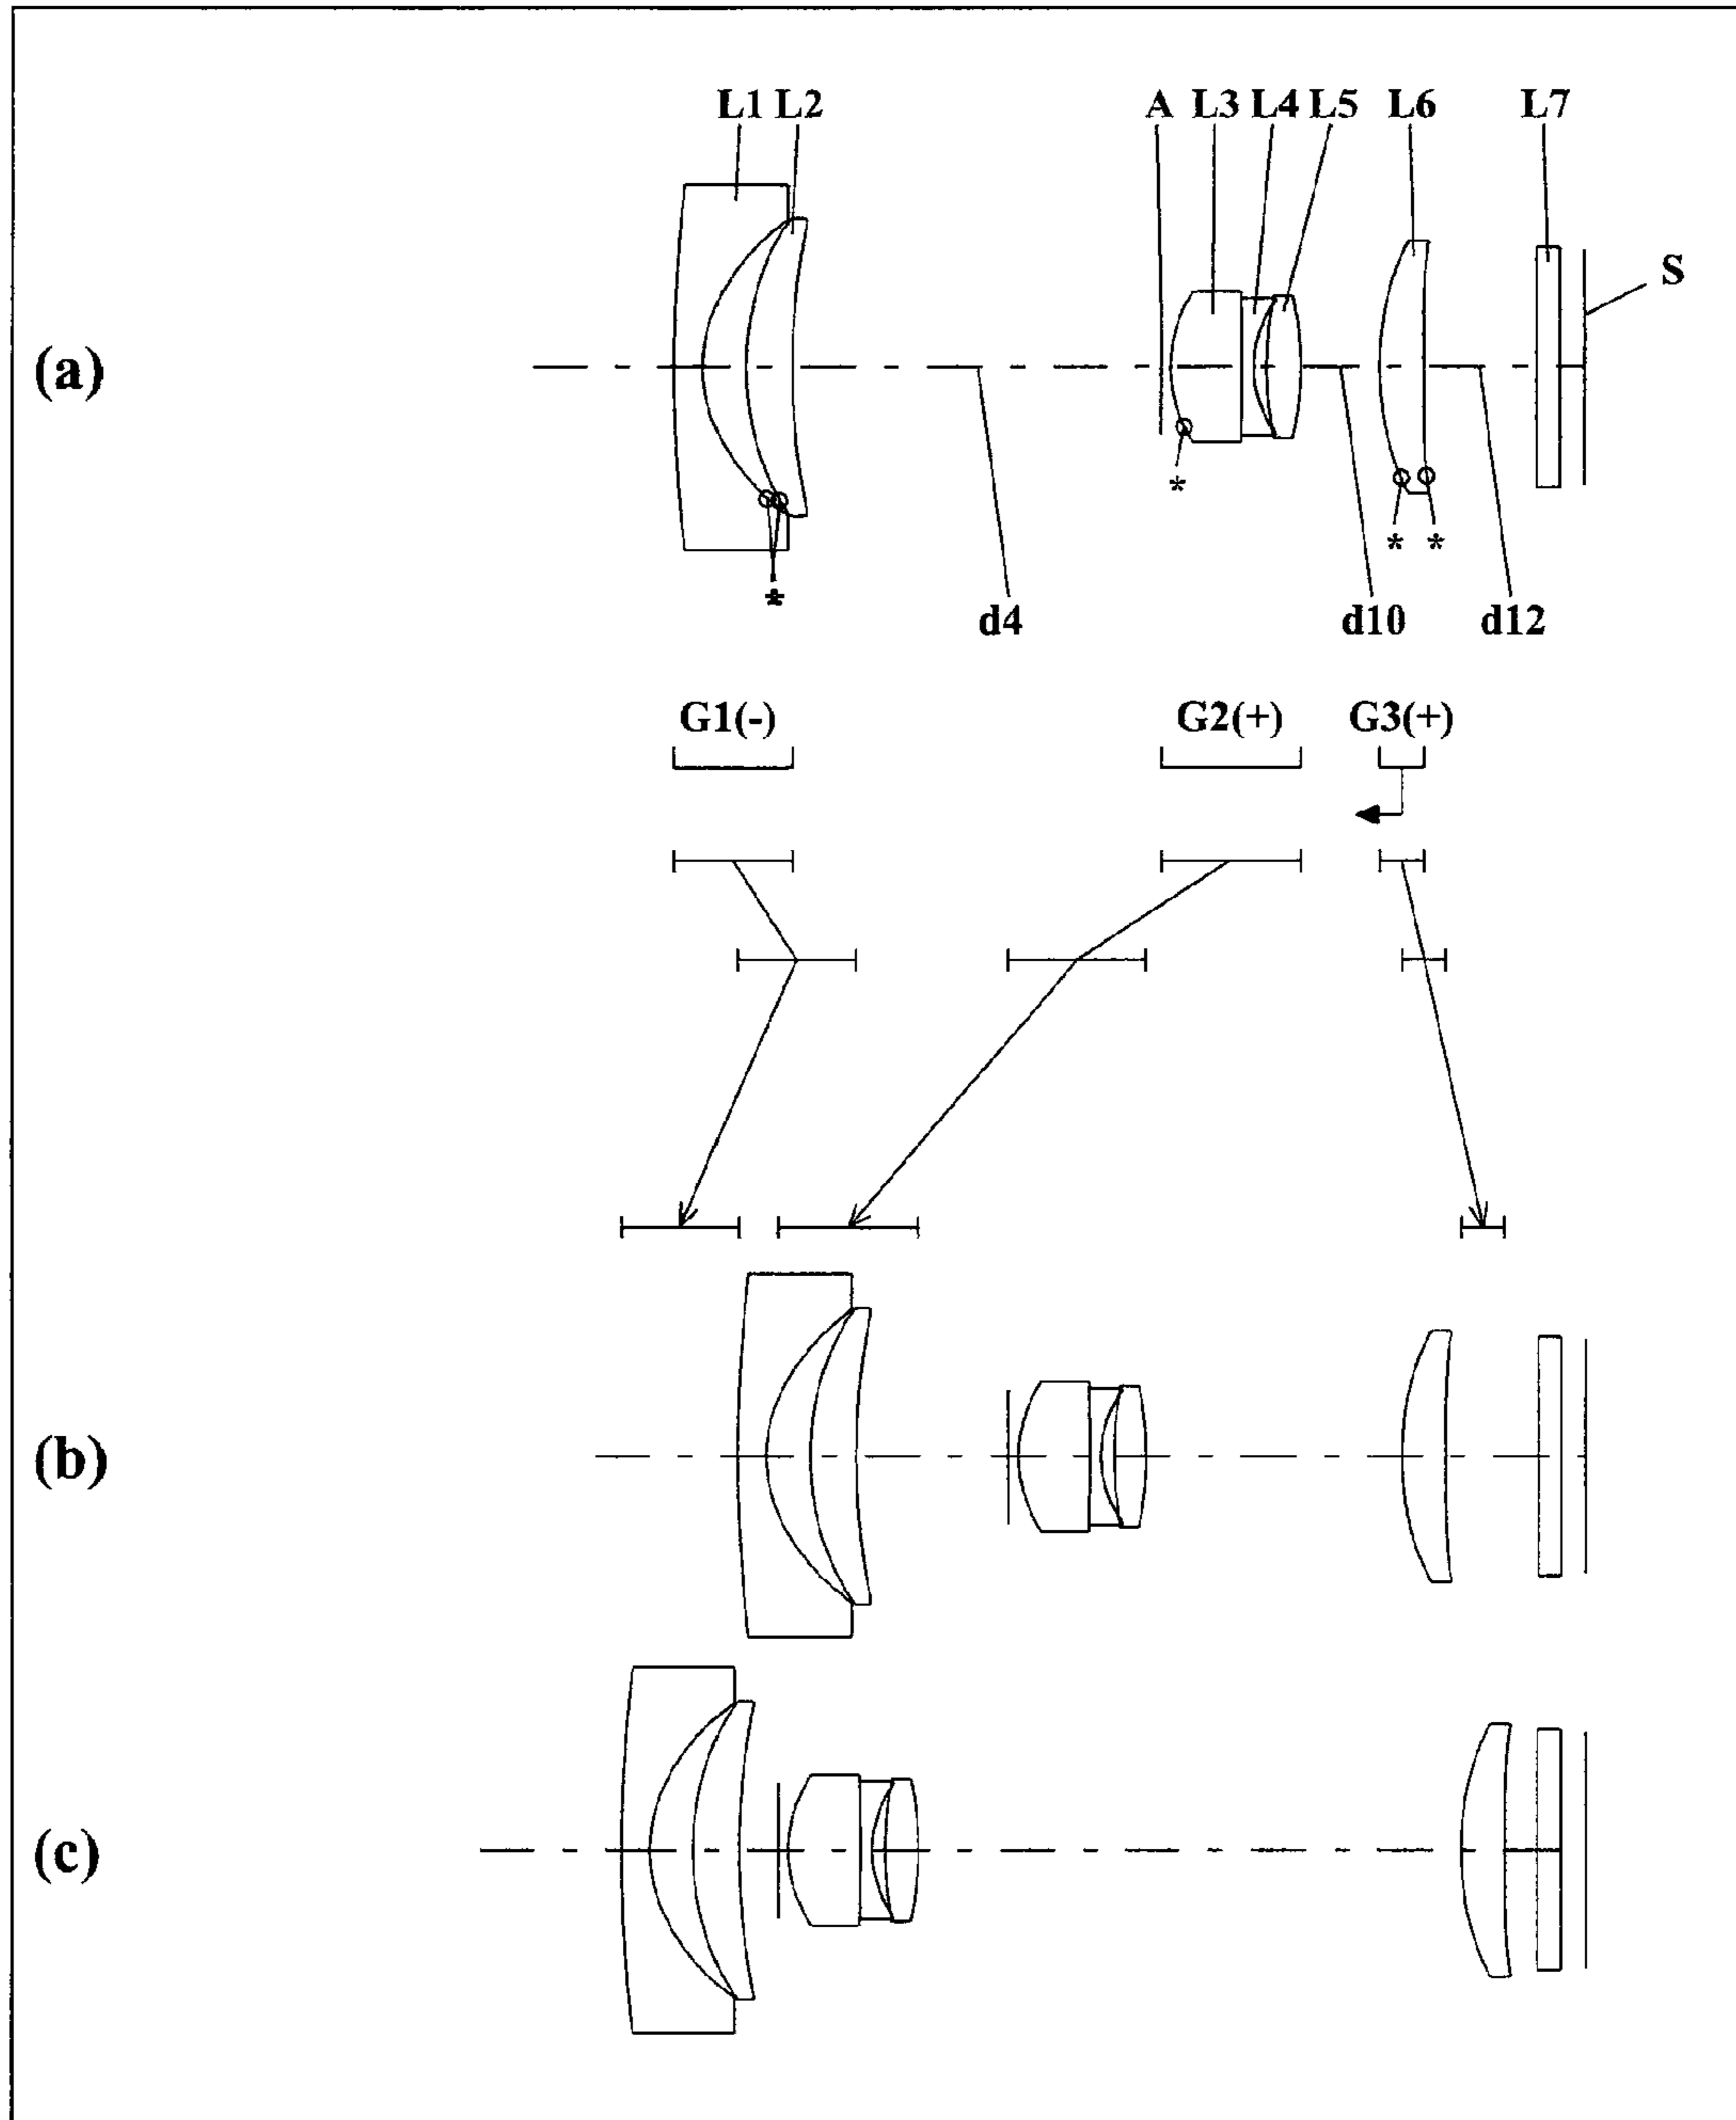 L1 L2 A L3 L4 L5 L6 L7
S
(a)
*
* *
*
d4 d10 d12
G1(-) G2(+) G3(+)
(b)
(c)